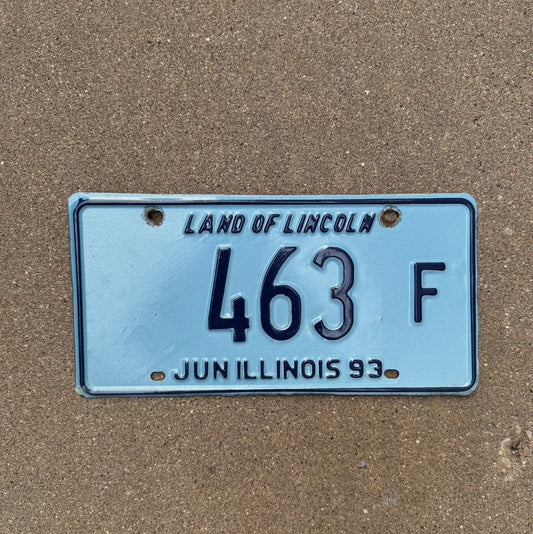 LAND OF LINCOLN
463 F
JUN ILLINOIS 93